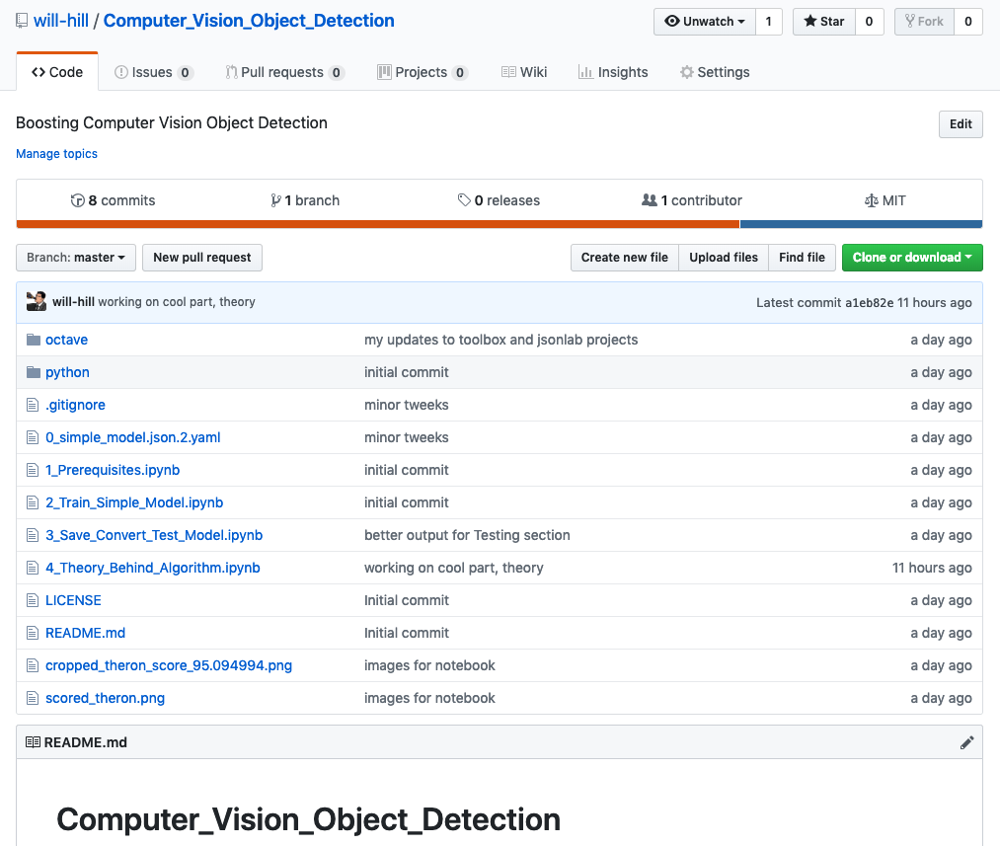 will-hill / Computer_Vision_Object_Detection Unwatch 1 Star 0 Fork 0
Code Issues 0 Pull requests 0 Projects 0 Wiki Insights Settings
Boosting Computer Vision Object Detection Edit
Manage topics
8 commits 1 branch 0 releases 1 contributor MIT
Branch: master New pull request Create new file Upload files Find file Clone or download
will-hill working on cool part, theory Latest commit a1eb82e 11 hours ago
octave my updates to toolbox and jsonlab projects a day ago
python initial commit a day ago
.gitignore minor tweeks a day ago
0_simple_model.json.2.yaml minor tweeks a day ago
1_Prerequisites.ipynb initial commit a day ago
2_Train_Simple_Model.ipynb initial commit a day ago
3_Save_Convert_Test_Model.ipynb better output for Testing section a day ago
4_Theory_Behind_Algorithm.ipynb working on cool part, theory 11 hours ago
LICENSE Initial commit a day ago
README.md Initial commit a day ago
cropped_theron_score_95.094994.png images for notebook a day ago
scored_theron.png images for notebook a day ago
README.md
Computer_Vision_Object_Detection